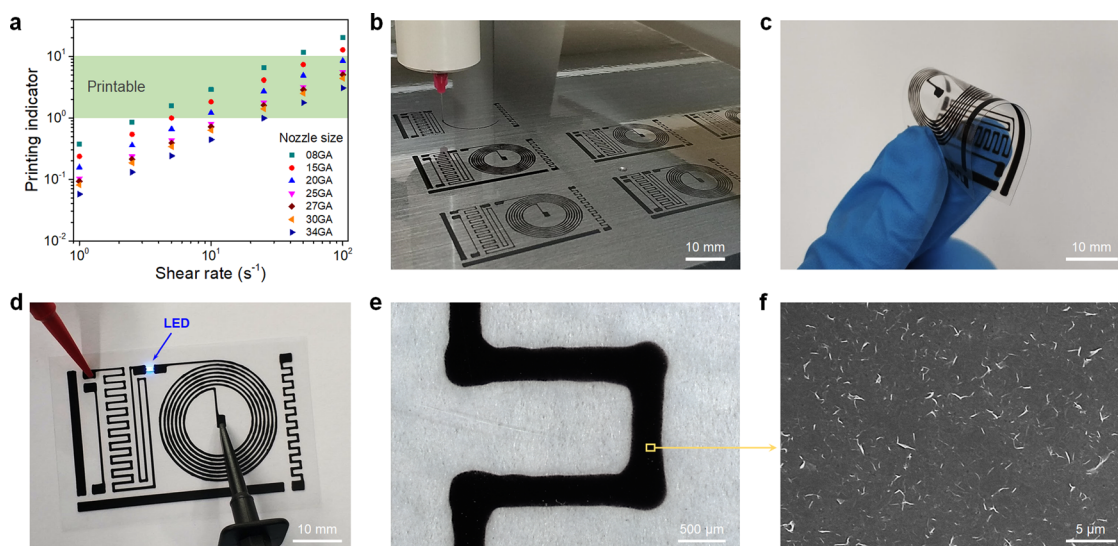 a
Printing indicator
10²
10¹
10⁰
10⁻¹
10⁻²
Printable
Nozzle size
08GA
15GA
20GA
25GA
27GA
30GA
34GA
10⁰
10¹
10²
Shear rate (s⁻¹)
b
10 mm
c
10 mm
d
LED
10 mm
e
500 μm
f
5 μm